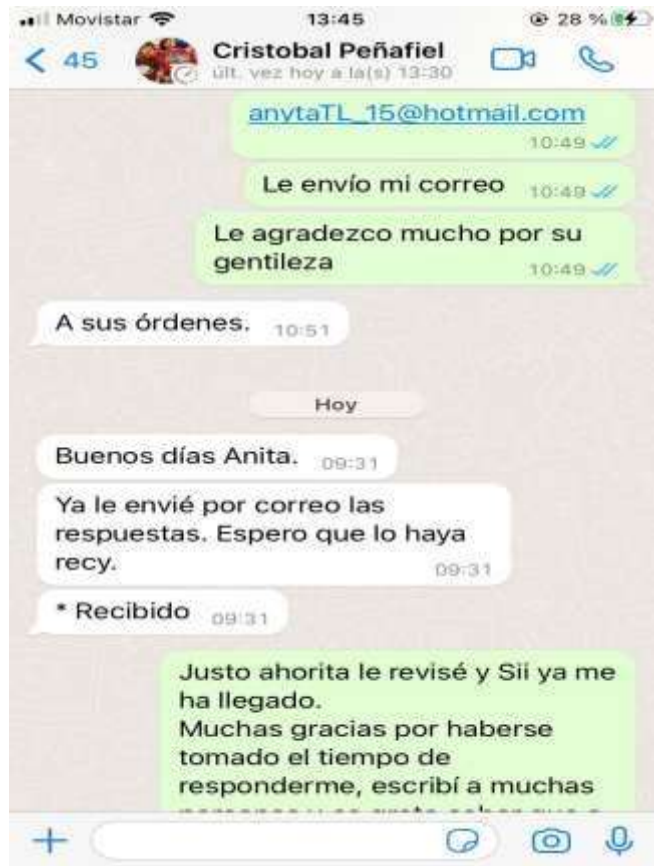 Movistar 13:45 28 %
45 Cristobal Peñafiel
últ. vez hoy a la(s) 13:30
anytaTL_15@hotmail.com
10:49
Le envío mi correo 10:49
Le agradezco mucho por su
gentileza 10:49
A sus órdenes. 10:51
Hoy
Buenos días Anita. 09:31
Ya le envié por correo las
respuestas. Espero que lo haya
recy. 09:31
* Recibido 09:31
Justo ahorita le revisé y Sii ya me
ha llegado.
Muchas gracias por haberse
tomado el tiempo de
responderme, escribí a muchas